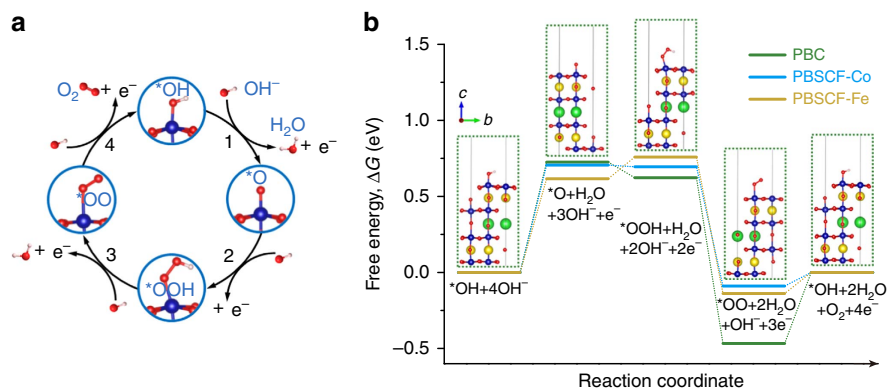 a
O₂ + e⁻
*OH
OH⁻
4
1
H₂O
+ e⁻
*OO
*O
+ e⁻
3
2
*OOH
+ e⁻
b
1.5
1.0
0.5
0.0
−0.5
Free energy, ΔG (eV)
c
b
PBC
PBSCF-Co
PBSCF-Fe
*OH+4OH⁻
*O+H₂O
+3OH⁻+e⁻
*OOH+H₂O
+2OH⁻+2e⁻
*OO+2H₂O
+OH⁻+3e⁻
*OH+2H₂O
+O₂+4e⁻
Reaction coordinate